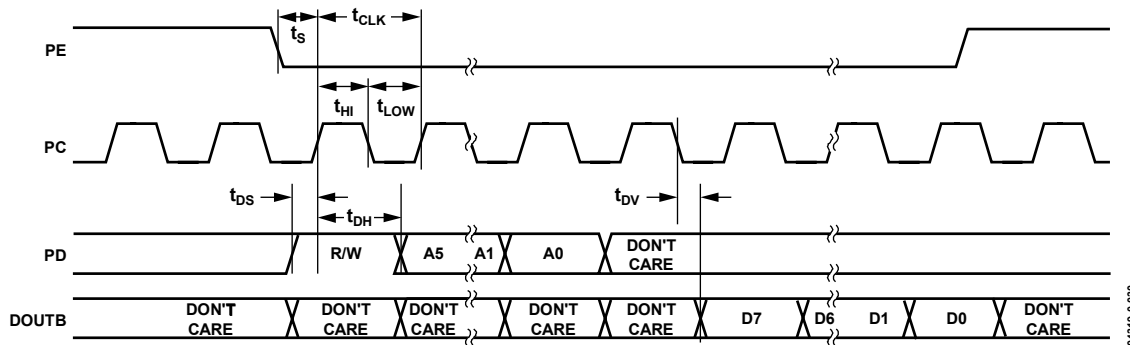 tS
tCLK
PE
tHI
tLOW
PC
tDS
tDV
tDH
PD
R/W
A5
A1
A0
DON'T
CARE
DOUTB
DON'T
CARE
DON'T
CARE
DON'T
CARE
DON'T
CARE
DON'T
CARE
D7
D6
D1
D0
DON'T
CARE